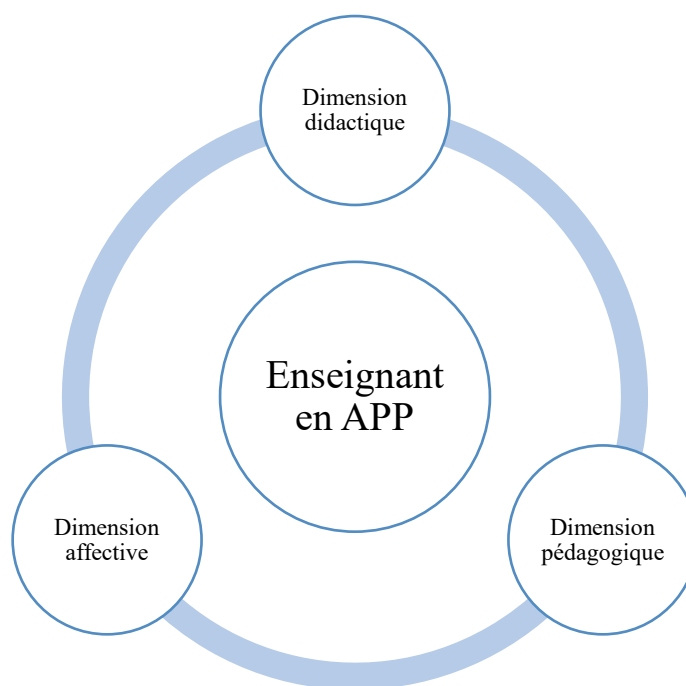 Dimension
didactique
Enseignant
en APP
Dimension
affective
Dimension
pédagogique